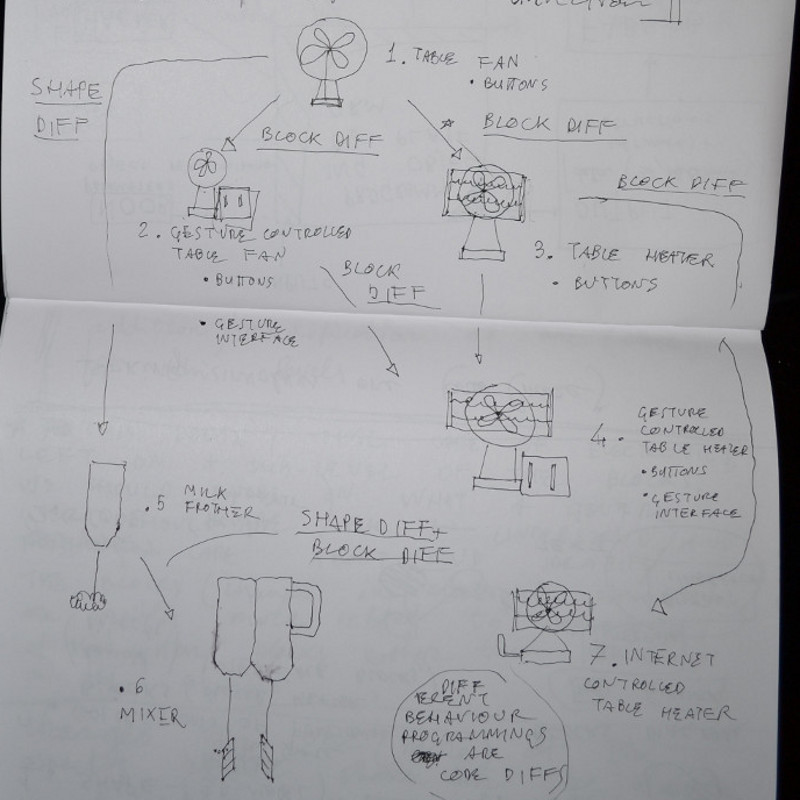 SHAPE
DIFF
1. TABLE FAN
• BUTTONS
BLOCK DIFF
* BLOCK DIFF
BLOCK DIFF
2. GESTURE CONTROLLED
TABLE FAN
• BUTTONS
• GESTURE
INTERFACE
BLOCK
DIFF
3. TABLE HEATER
• BUTTONS
4. GESTURE
CONTROLLED
TABLE HEATER
• BUTTONS
• GESTURE
INTERFACE
.5 MILK
FROTHER
SHAPE DIFF+
BLOCK DIFF
.6
MIXER
7. INTERNET
CONTROLLED
TABLE HEATER
DIFF
ERENT
BEHAVIOUR
PROGRAMMINGS
ARE
CODE DIFFS